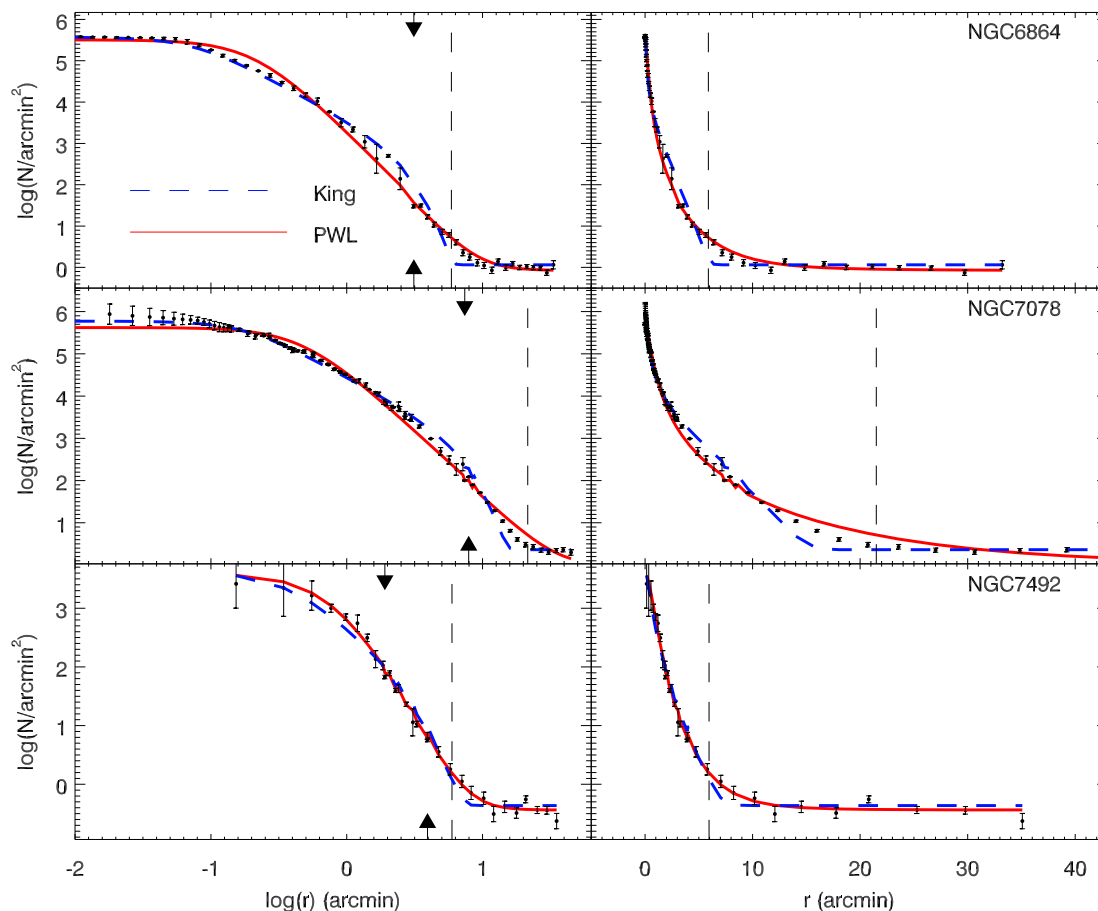 NGC6864
log(N/arcmin²)
6
5
4
3
2
1
0
King
PWL
NGC7078
log(N/arcmin²)
6
5
4
3
2
1
NGC7492
log(N/arcmin²)
3
2
1
0
-2 -1 0 1
log(r) (arcmin)
0 10 20 30 40
r (arcmin)